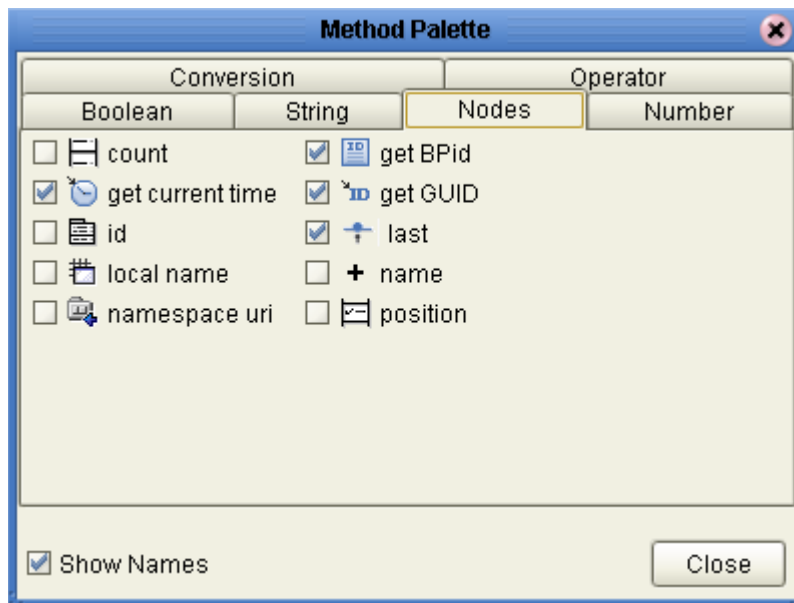 Method Palette
Conversion Operator
Boolean String Nodes Number
count get BPid
get current time get GUID
id last
local name name
namespace uri position
Show Names Close